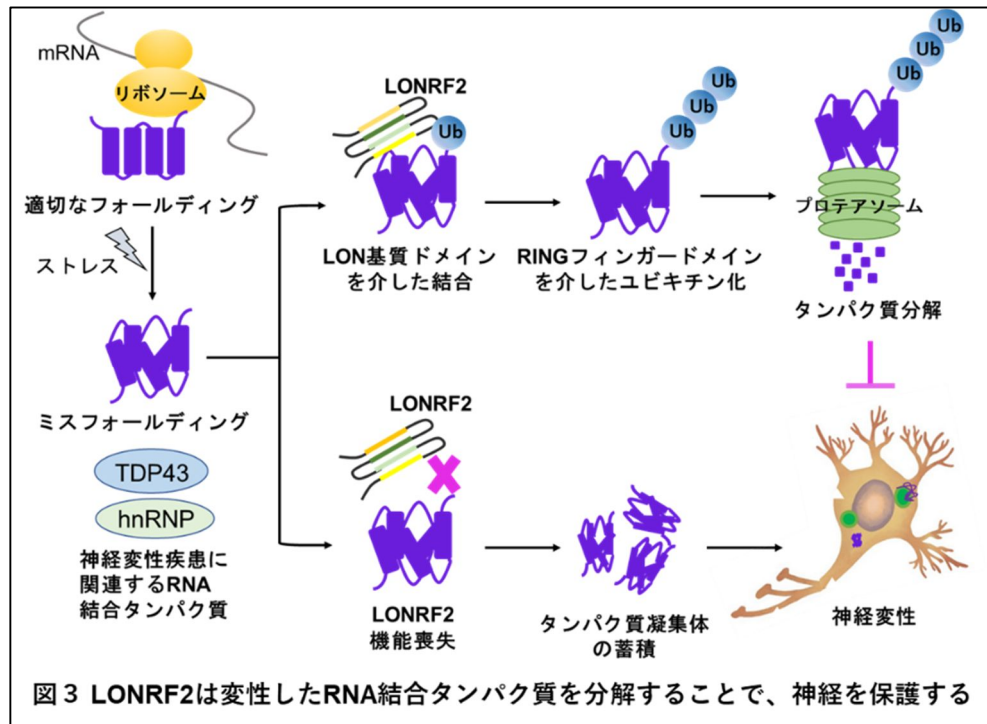 mRNA
リボソーム
適切なフォールディング
ストレス
ミスフォールディング
TDP43
hnRNP
神経変性疾患に
関連するRNA
結合タンパク質
LONRF2
Ub
LON基質ドメイン
を介した結合
Ub
Ub
Ub
RINGフィンガードメイン
を介したユビキチン化
Ub
Ub
Ub
プロテアソーム
タンパク質分解
LONRF2
LONRF2
機能喪失
タンパク質凝集体
の蓄積
神経変性
図３ LONRF2は変性したRNA結合タンパク質を分解することで、神経を保護する